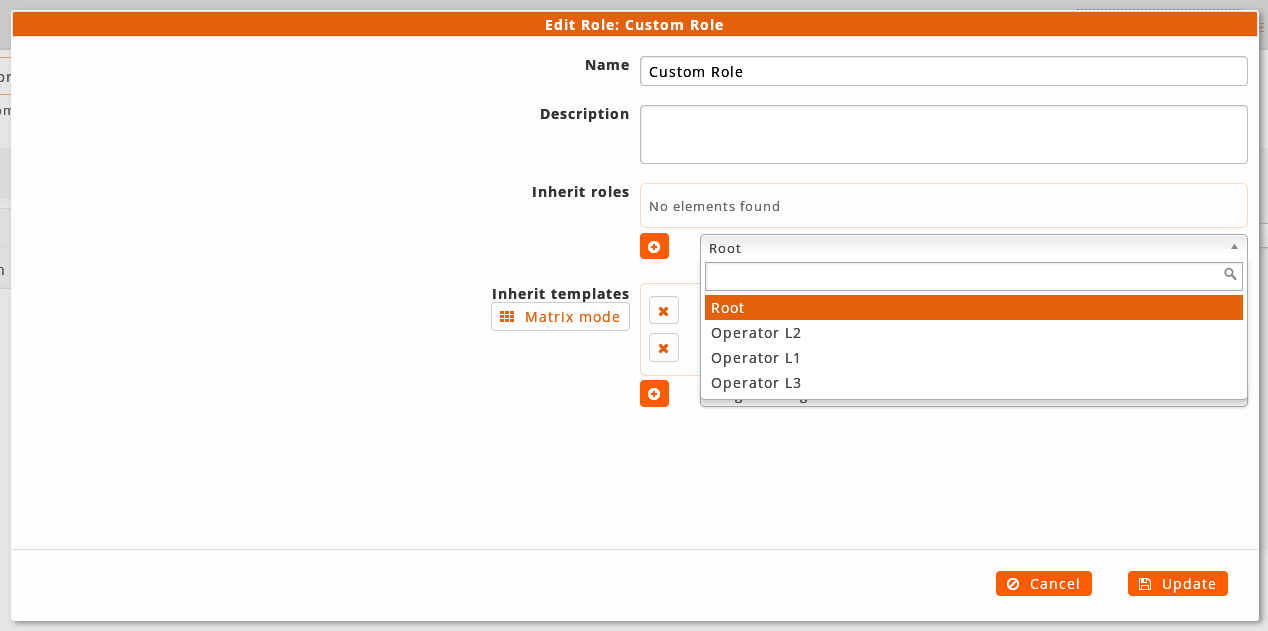 Edit Role: Custom Role
Name
Custom Role
Description
Inherit roles
No elements found
Root
Inherit templates
Matrix mode
Root
Operator L2
Operator L1
Operator L3
Cancel
Update